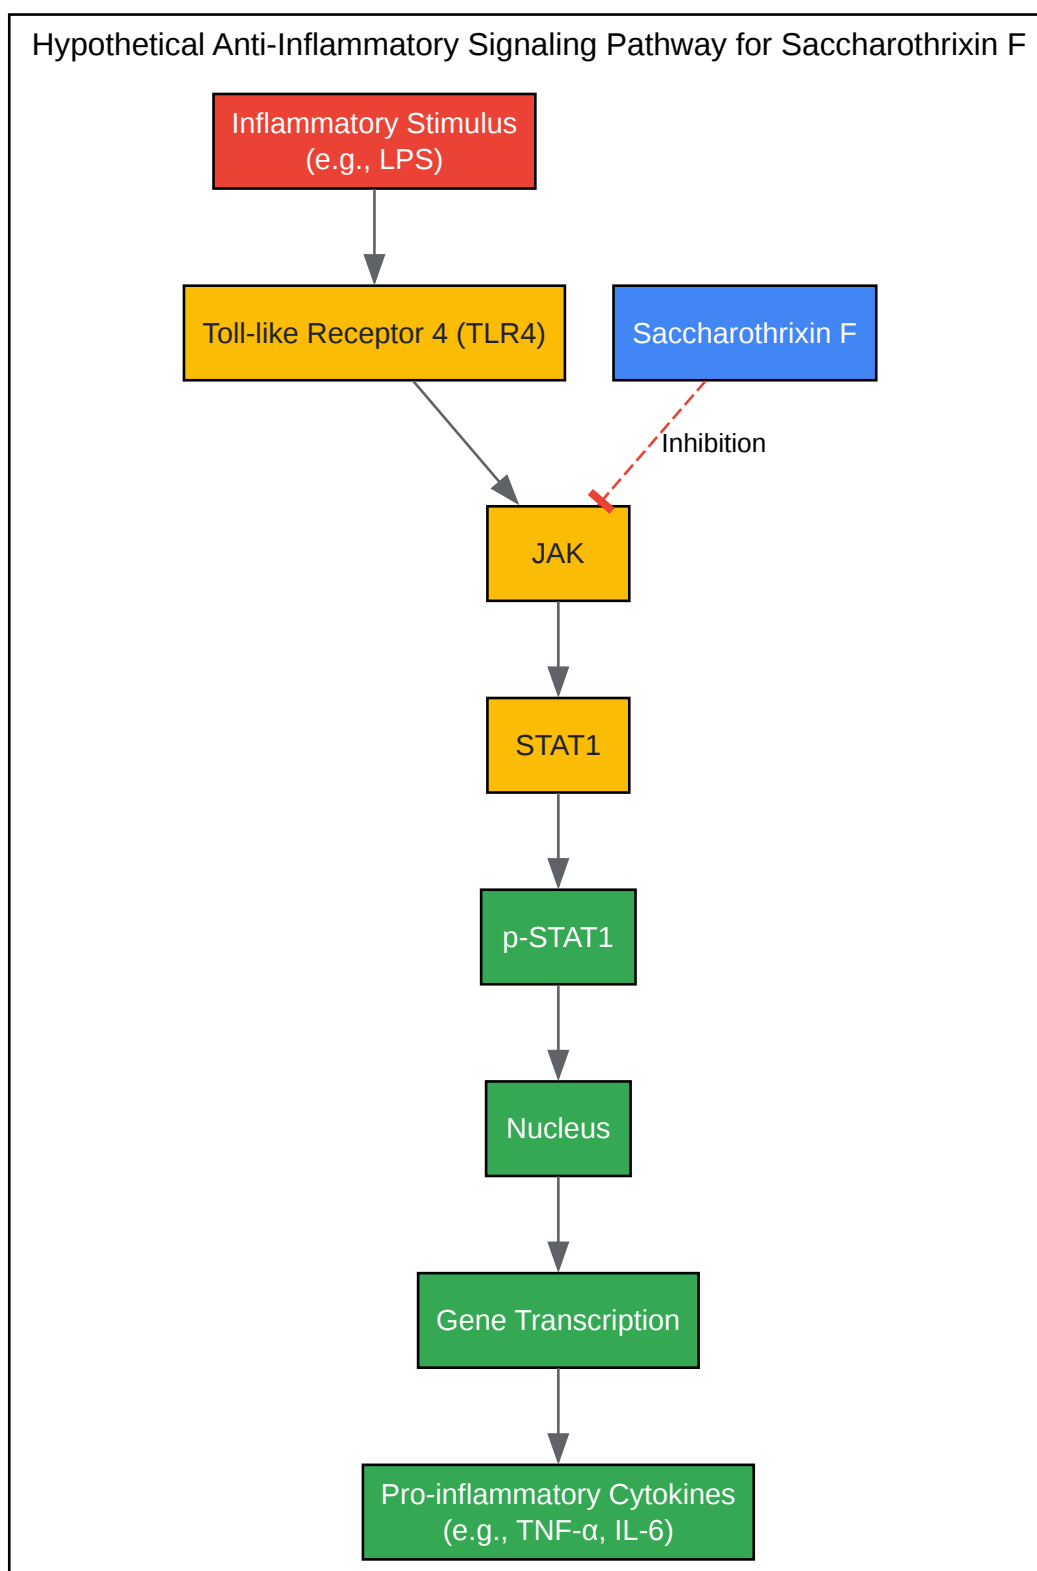 Hypothetical Anti-Inflammatory Signaling Pathway for Saccharothrixin F
Inflammatory Stimulus
(e.g., LPS)
Toll-like Receptor 4 (TLR4)
Saccharothrixin F
Inhibition
JAK
STAT1
p-STAT1
Nucleus
Gene Transcription
Pro-inflammatory Cytokines
(e.g., TNF-α, IL-6)